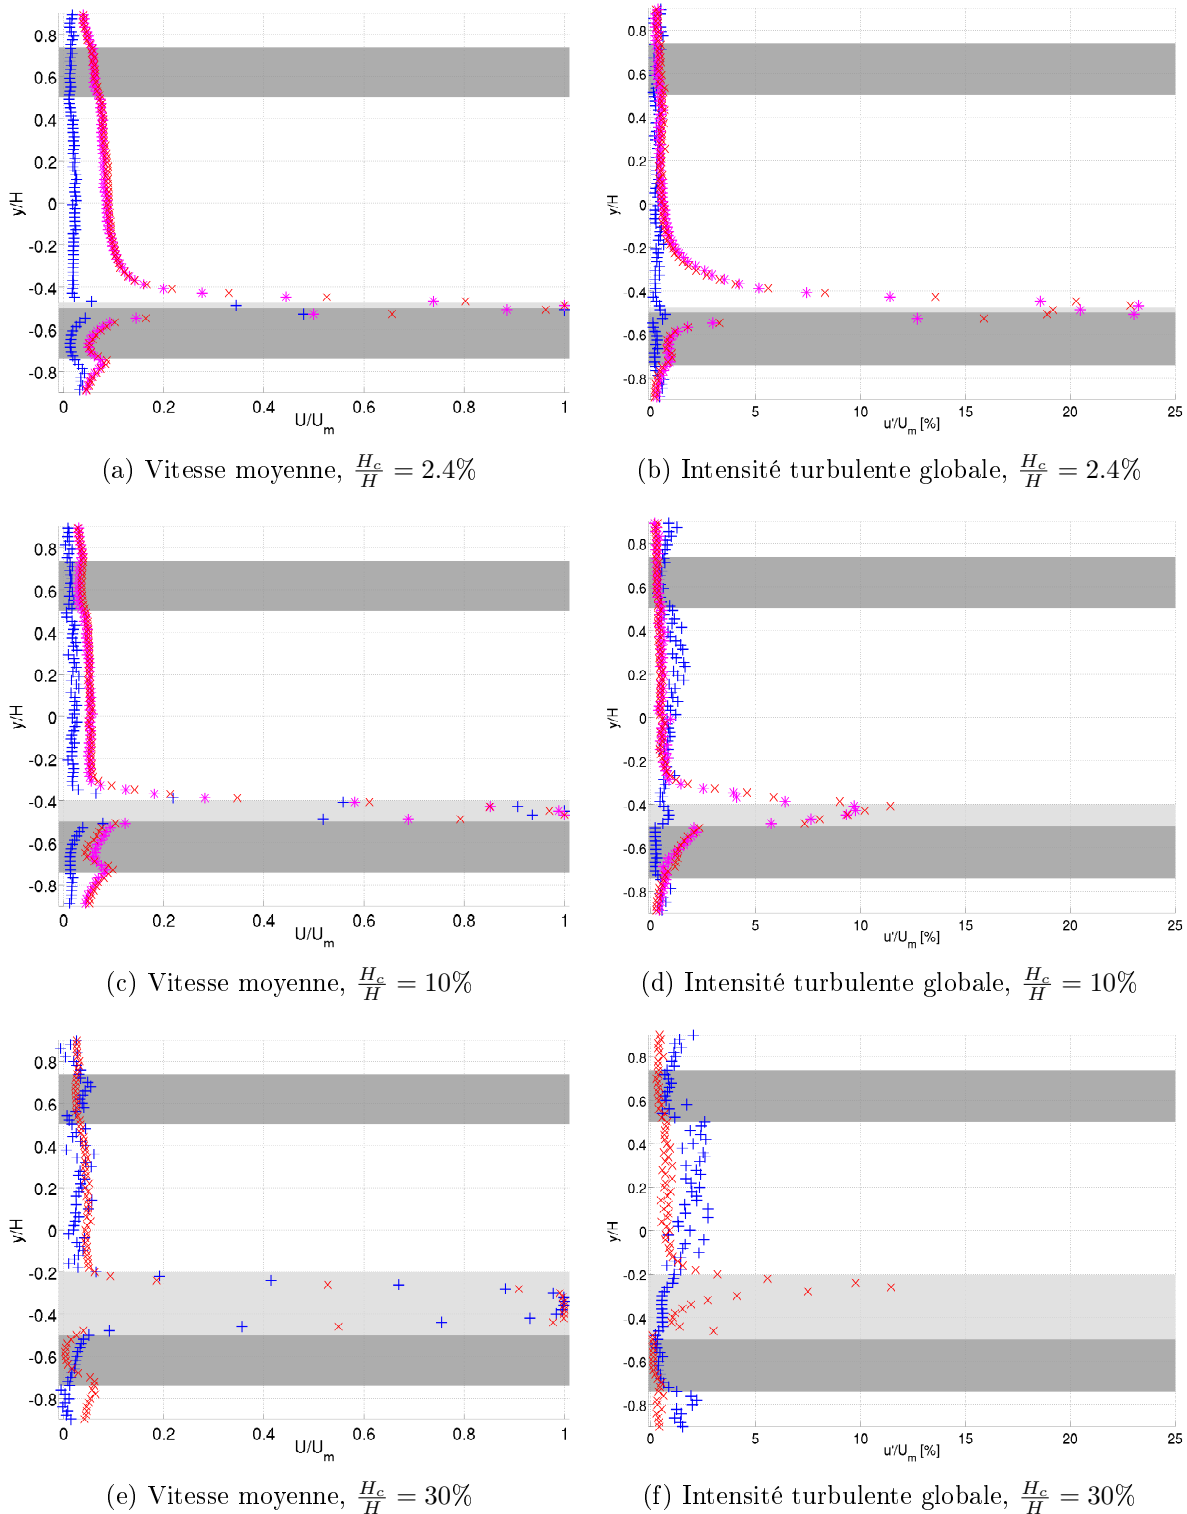 0.8
0.6
0.4
0.2
0
-0.2
-0.4
-0.6
-0.8
y/H
0 0.2 0.4 0.6 0.8 1
U/U_m
0.8
0.6
0.4
0.2
0
-0.2
-0.4
-0.6
-0.8
y/H
0 5 10 15 20 25
u'/U_m [%]
(a) Vitesse moyenne, H_c/H = 2.4%
(b) Intensité turbulente globale, H_c/H = 2.4%
0.8
0.6
0.4
0.2
0
-0.2
-0.4
-0.6
-0.8
y/H
0 0.2 0.4 0.6 0.8 1
U/U_m
0.8
0.6
0.4
0.2
0
-0.2
-0.4
-0.6
-0.8
y/H
0 5 10 15 20 25
u'/U_m [%]
(c) Vitesse moyenne, H_c/H = 10%
(d) Intensité turbulente globale, H_c/H = 10%
0.8
0.6
0.4
0.2
0
-0.2
-0.4
-0.6
-0.8
y/H
0 0.2 0.4 0.6 0.8 1
U/U_m
0.8
0.6
0.4
0.2
0
-0.2
-0.4
-0.6
-0.8
y/H
0 5 10 15 20 25
u'/U_m [%]
(e) Vitesse moyenne, H_c/H = 30%
(f) Intensité turbulente globale, H_c/H = 30%